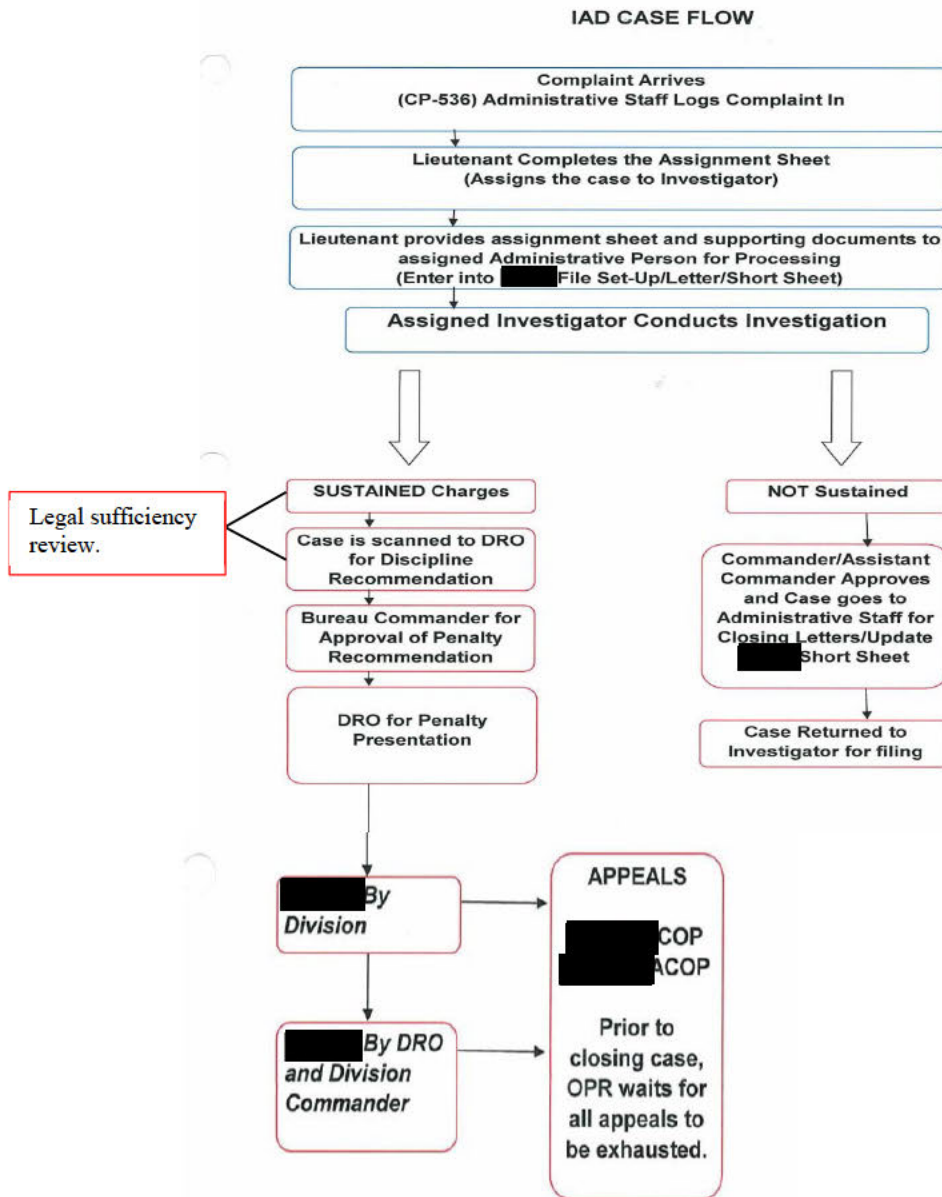 IAD CASE FLOW
Complaint Arrives
(CP-536) Administrative Staff Logs Complaint In
Lieutenant Completes the Assignment Sheet
(Assigns the case to Investigator)
Lieutenant provides assignment sheet and supporting documents to
assigned Administrative Person for Processing
(Enter into File Set-Up/Letter/Short Sheet)
Assigned Investigator Conducts Investigation
Legal sufficiency
review.
SUSTAINED Charges
Case is scanned to DRO
for Discipline
Recommendation
Bureau Commander for
Approval of Penalty
Recommendation
DRO for Penalty
Presentation
NOT Sustained
Commander/Assistant
Commander Approves
and Case goes to
Administrative Staff for
Closing Letters/Update
Short Sheet
Case Returned to
Investigator for filing
By
Division
By DRO
and Division
Commander
APPEALS
COP
ACOP
Prior to
closing case,
OPR waits for
all appeals to
be exhausted.